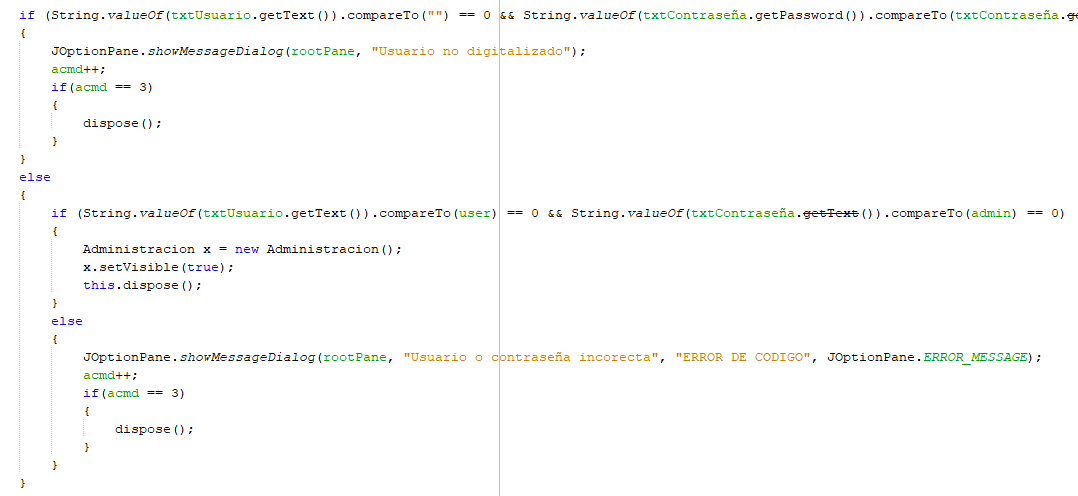 if (String.valueOf(txtUsuario.getText()).compareTo("") == 0 && String.valueOf(txtContraseña.getPassword()).compareTo(txtContraseña.
{
JOptionPane.showMessageDialog(rootPane, "Usuario no digitalizado");
acmd++;
if(acmd == 3)
{
dispose();
}
}
else
{
if (String.valueOf(txtUsuario.getText()).compareTo(user) == 0 && String.valueOf(txtContraseña.getText()).compareTo(admin) == 0)
{
Administracion x = new Administracion();
x.setVisible(true);
this.dispose();
}
else
{
JOptionPane.showMessageDialog(rootPane, "Usuario o contraseña incorecta", "ERROR DE CODIGO", JOptionPane.ERROR_MESSAGE);
acmd++;
if(acmd == 3)
{
dispose();
}
}
}